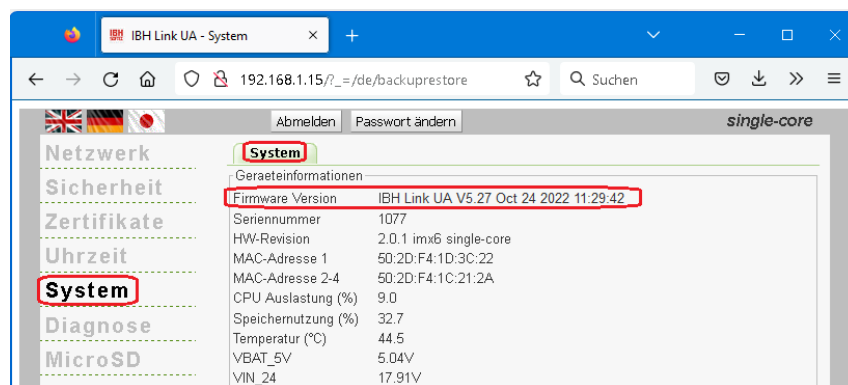 IBH Link UA - System
192.168.1.15/?_=/de/backuprestore
Suchen
Abmelden
Passwort ändern
single-core
Netzwerk
Sicherheit
Zertifikate
Uhrzeit
System
Diagnose
MicroSD
System
Geraeteinformationen
Firmware Version IBH Link UA V5.27 Oct 24 2022 11:29:42
Seriennummer 1077
HW-Revision 2.0.1 imx6 single-core
MAC-Adresse 1 50:2D:F4:1D:3C:22
MAC-Adresse 2-4 50:2D:F4:1C:21:2A
CPU Auslastung (%) 9.0
Speichernutzung (%) 32.7
Temperatur (°C) 44.5
VBAT_5V 5.04V
VIN_24 17.91V